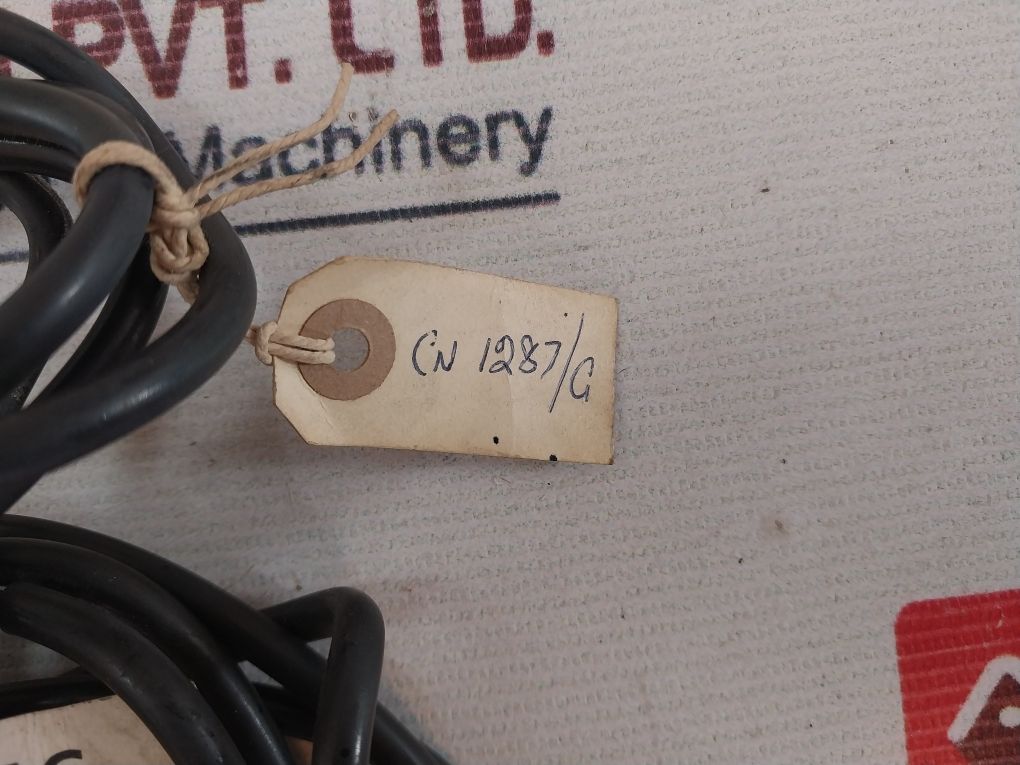 PVT. LTD.
Machinery
CN 1287/G